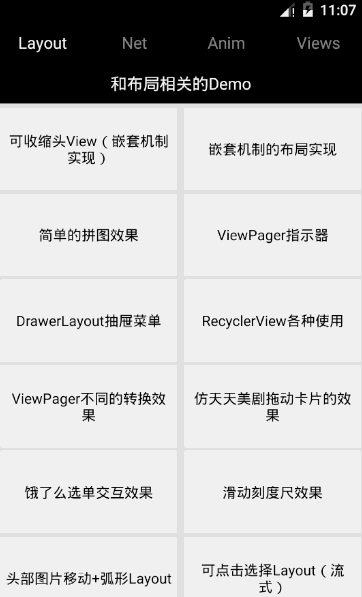 11:07
Layout Net Anim Views
和布局相关的Demo
可收缩头View（嵌套机制
实现）
嵌套机制的布局实现
简单的拼图效果
ViewPager指示器
DrawerLayout抽屉菜单
RecyclerView各种使用
ViewPager不同的转换效
果
仿天天美剧拖动卡片的效
果
饿了么选单交互效果
滑动刻度尺效果
头部图片移动+弧形Layout
可点击选择Layout（流
式）